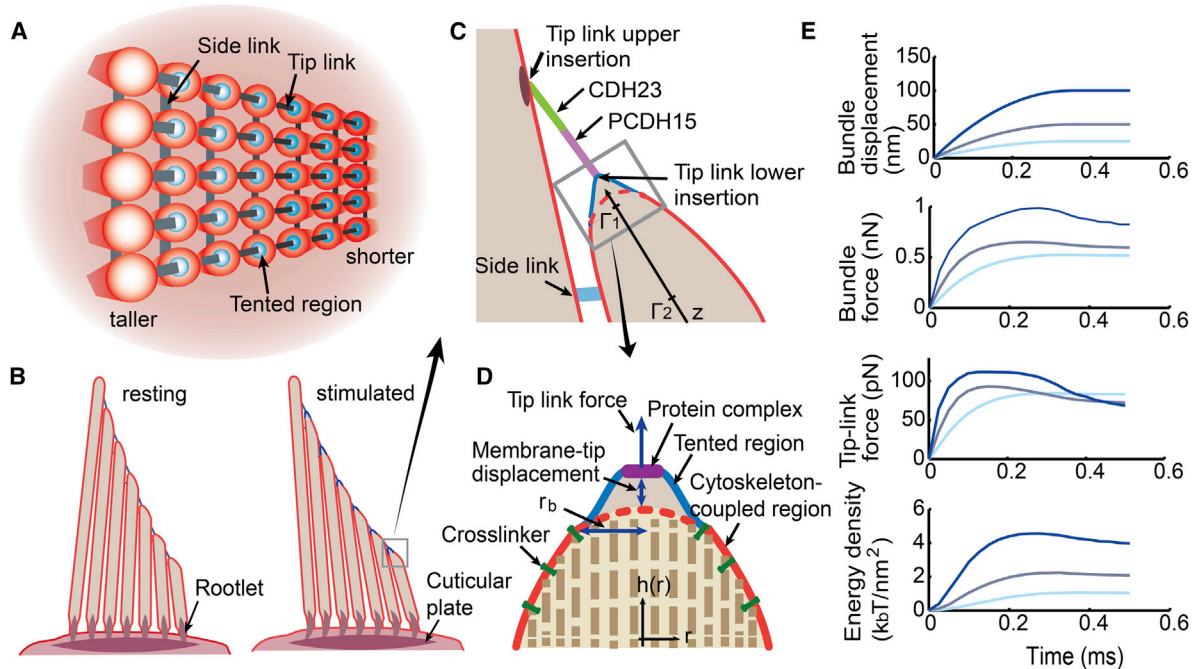 A
Side link
Tip link
Tented region
taller
shorter
B
resting
stimulated
Rootlet
Cuticular
plate
C
Tip link upper
insertion
CDH23
PCDH15
Tip link lower
insertion
Γ1
Side link
Γ2
z
D
Tip link force
Protein complex
Tented region
Membrane-tip
displacement
Cytoskeleton-
coupled region
rb
Crosslinker
h(r)
r
E
Bundle
displacement
(nm)
150
100
50
0
0
0.2
0.4
0.6
Bundle
force (nN)
1
0.5
0
0
0.2
0.4
0.6
Tip-link
force (pN)
100
50
0
0
0.2
0.4
0.6
Energy density
(kbT/nm2)
6
4
2
0
0
0.2
0.4
0.6
Time (ms)